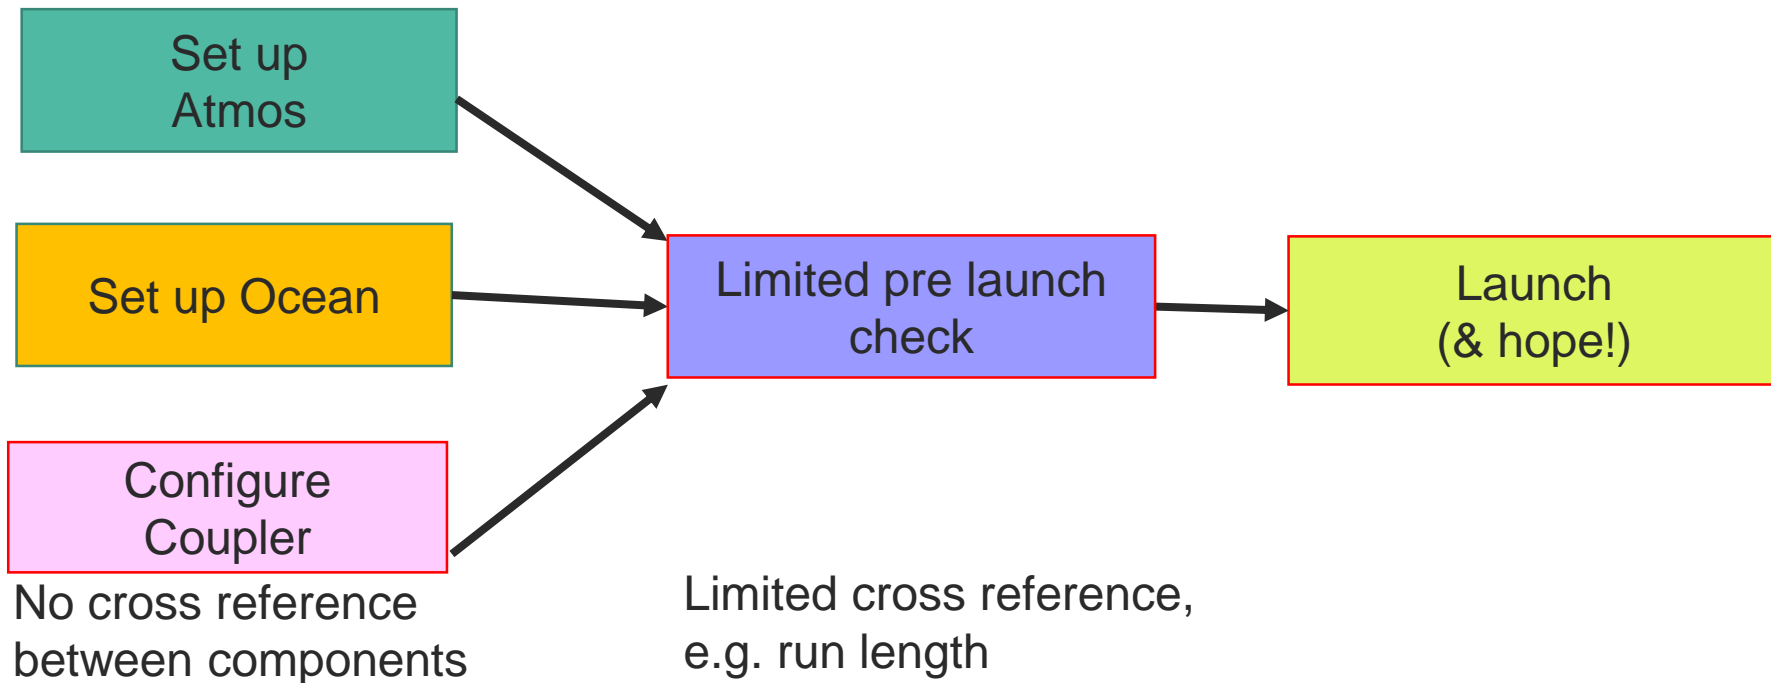 Set up
Atmos
Set up Ocean
Limited pre launch
check
Launch
(& hope!)
Configure
Coupler
No cross reference
between components
Limited cross reference,
e.g. run length